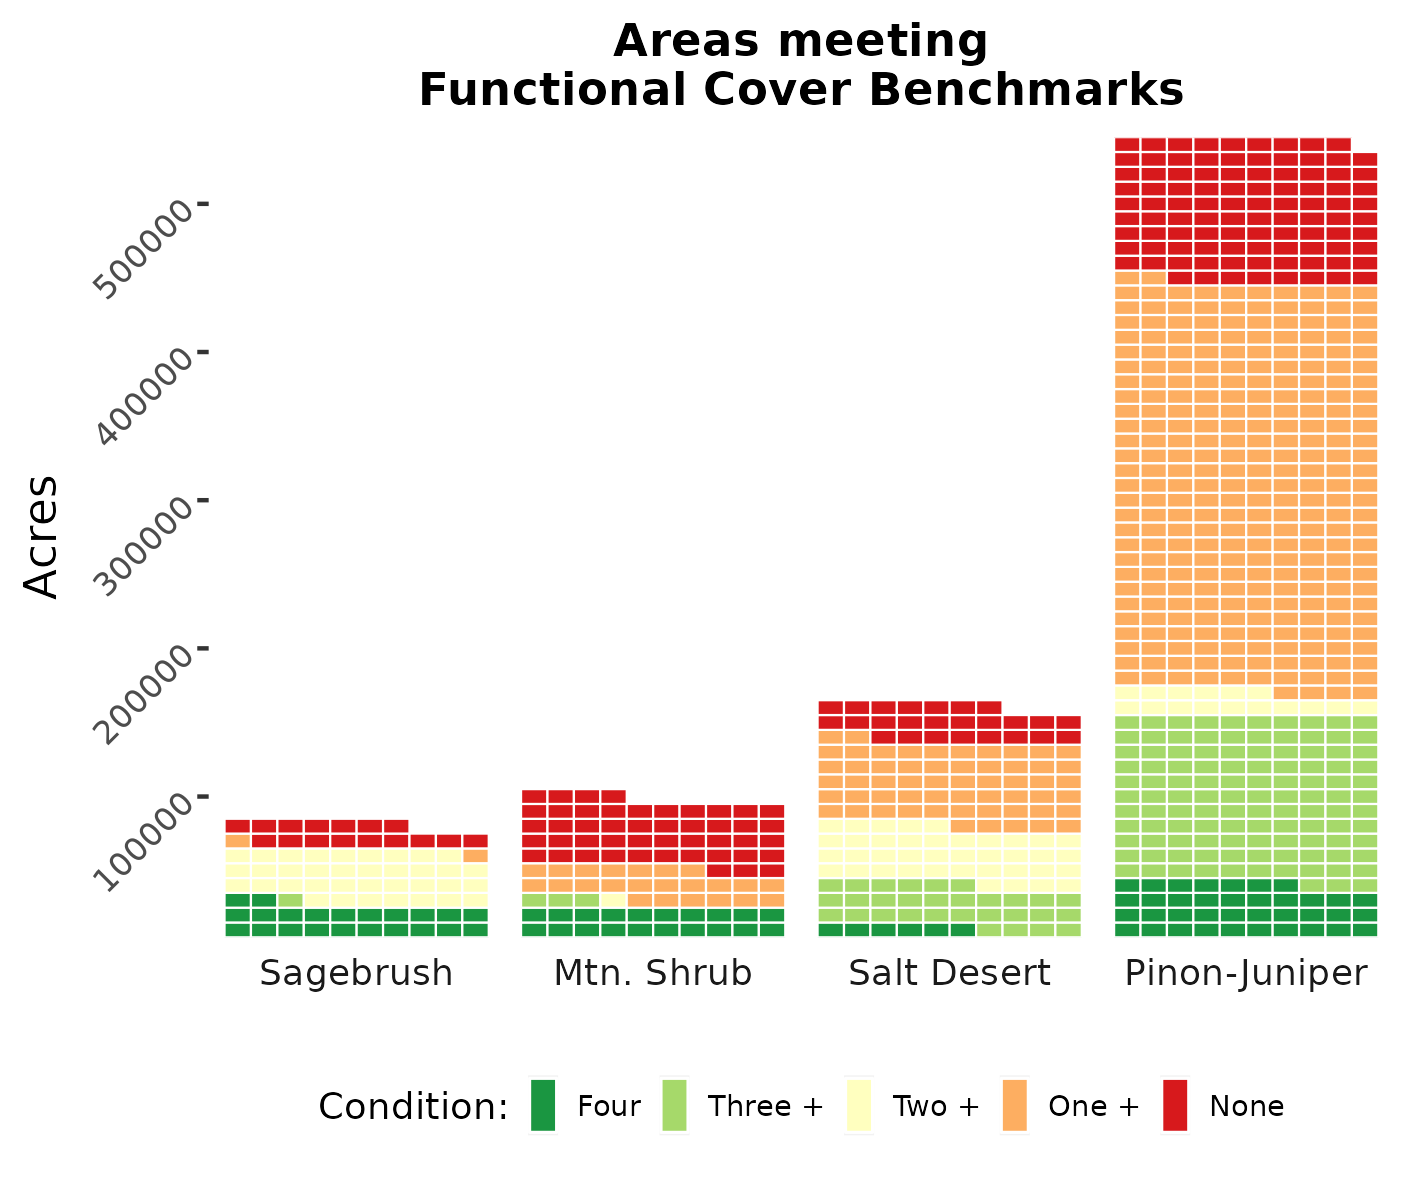 Areas meeting
Functional Cover Benchmarks
Acres
500000
400000
300000
200000
100000
Sagebrush Mtn. Shrub Salt Desert Pinon-Juniper
Condition: Four Three + Two + One + None